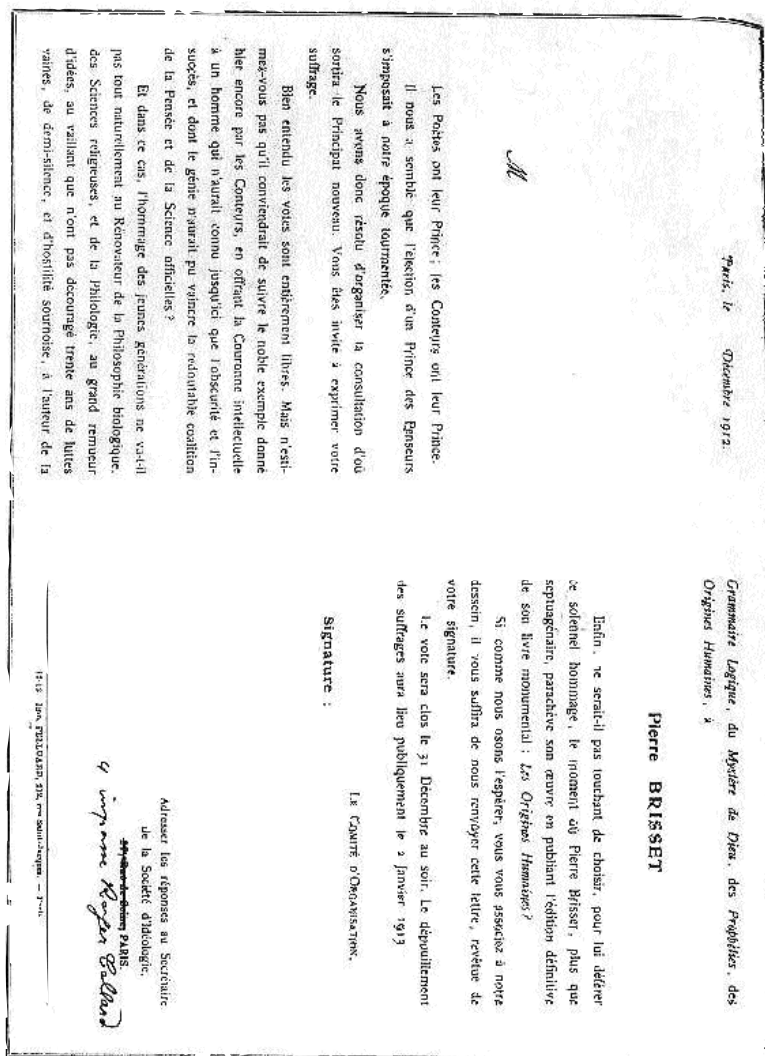 Paris, le Décembre 1912.
M
Les Poètes ont leur Prince; les Conteurs ont leur Prince.
Il nous a semblé que l'élection d'un Prince des Penseurs
s'imposait à notre époque tourmentée.
Nous avons donc résolu d'organiser la consultation d'où
sortira le Principat nouveau. Vous êtes invité à exprimer votre
suffrage.
Bien entendu les votes sont entièrement libres. Mais n'esti-
mez-vous pas qu'il conviendrait de suivre le noble exemple donné
hier encore par les Conteurs, en offrant la Couronne intellectuelle
à un homme qui n'aurait connu jusqu'ici que l'obscurité et l'in-
succès, et dont le génie n'aurait pu vaincre la redoutable coalition
de la Pensée et de la Science officielles ?
Et dans ce cas, l'hommage des jeunes générations ne va-t-il
pas tout naturellement au Rénovateur de la Philosophie biologique,
des Sciences religieuses, et de la Philologie, au grand remueur
d'idées, au vaillant que n'ont pas découragé trente ans de luttes
vaines, de demi-silence, et d'hostilité sournoise, à l'auteur de la
Grammaire Logique, du Mystère de Dieu, des Prophéties, des
Origines Humaines, à
Pierre BRISSET
Enfin, ne serait-il pas touchant de choisir, pour lui déférer
ce solennel hommage, le moment où Pierre Brisset, plus que
septuagénaire, parachève son œuvre en publiant l'édition définitive
de son livre monumental : Les Origines Humaines ?
Si comme nous osons l'espérer, vous vous associez à notre
dessein, il vous suffira de nous renvoyer cette lettre, revêtue de
votre signature.
Le vote sera clos le 31 Décembre au soir. Le dépouillement
des suffrages aura lieu publiquement le 2 Janvier 1913
LE COMITÉ D'ORGANISATION.
Signature :
Adresser les réponses au Secrétaire
de la Société d'Idéologie,
PARIS.
4 impasse Ronger
rue Saint-Jacques. — Paris